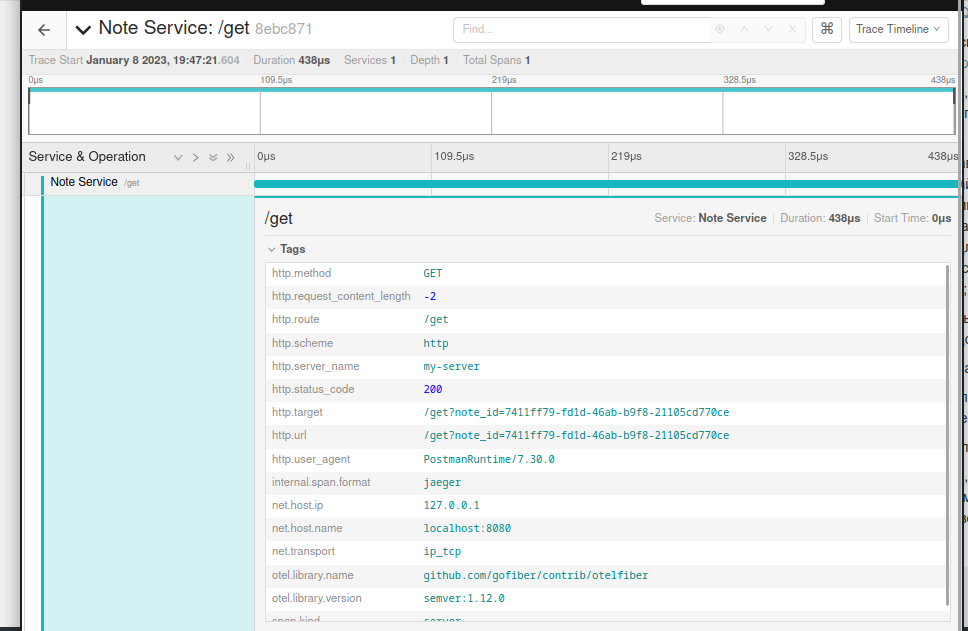 Note Service: /get 8ebc871
Find...
Trace Timeline
Trace Start January 8 2023, 19:47:21.604 Duration 438μs Services 1 Depth 1 Total Spans 1
0μs 109.5μs 219μs 328.5μs 438μs
Service & Operation 0μs 109.5μs 219μs 328.5μs 438μs
Note Service /get
/get Service: Note Service Duration: 438μs Start Time: 0μs
Tags
http.method GET
http.request_content_length -2
http.route /get
http.scheme http
http.server_name my-server
http.status_code 200
http.target /get?note_id=7411ff79-fd1d-46ab-b9f8-21105cd770ce
http.url /get?note_id=7411ff79-fd1d-46ab-b9f8-21105cd770ce
http.user_agent PostmanRuntime/7.30.0
internal.span.format jaeger
net.host.ip 127.0.0.1
net.host.name localhost:8080
net.transport ip_tcp
otel.library.name github.com/gofiber/contrib/otelfiber
otel.library.version semver:1.12.0
span.kind server